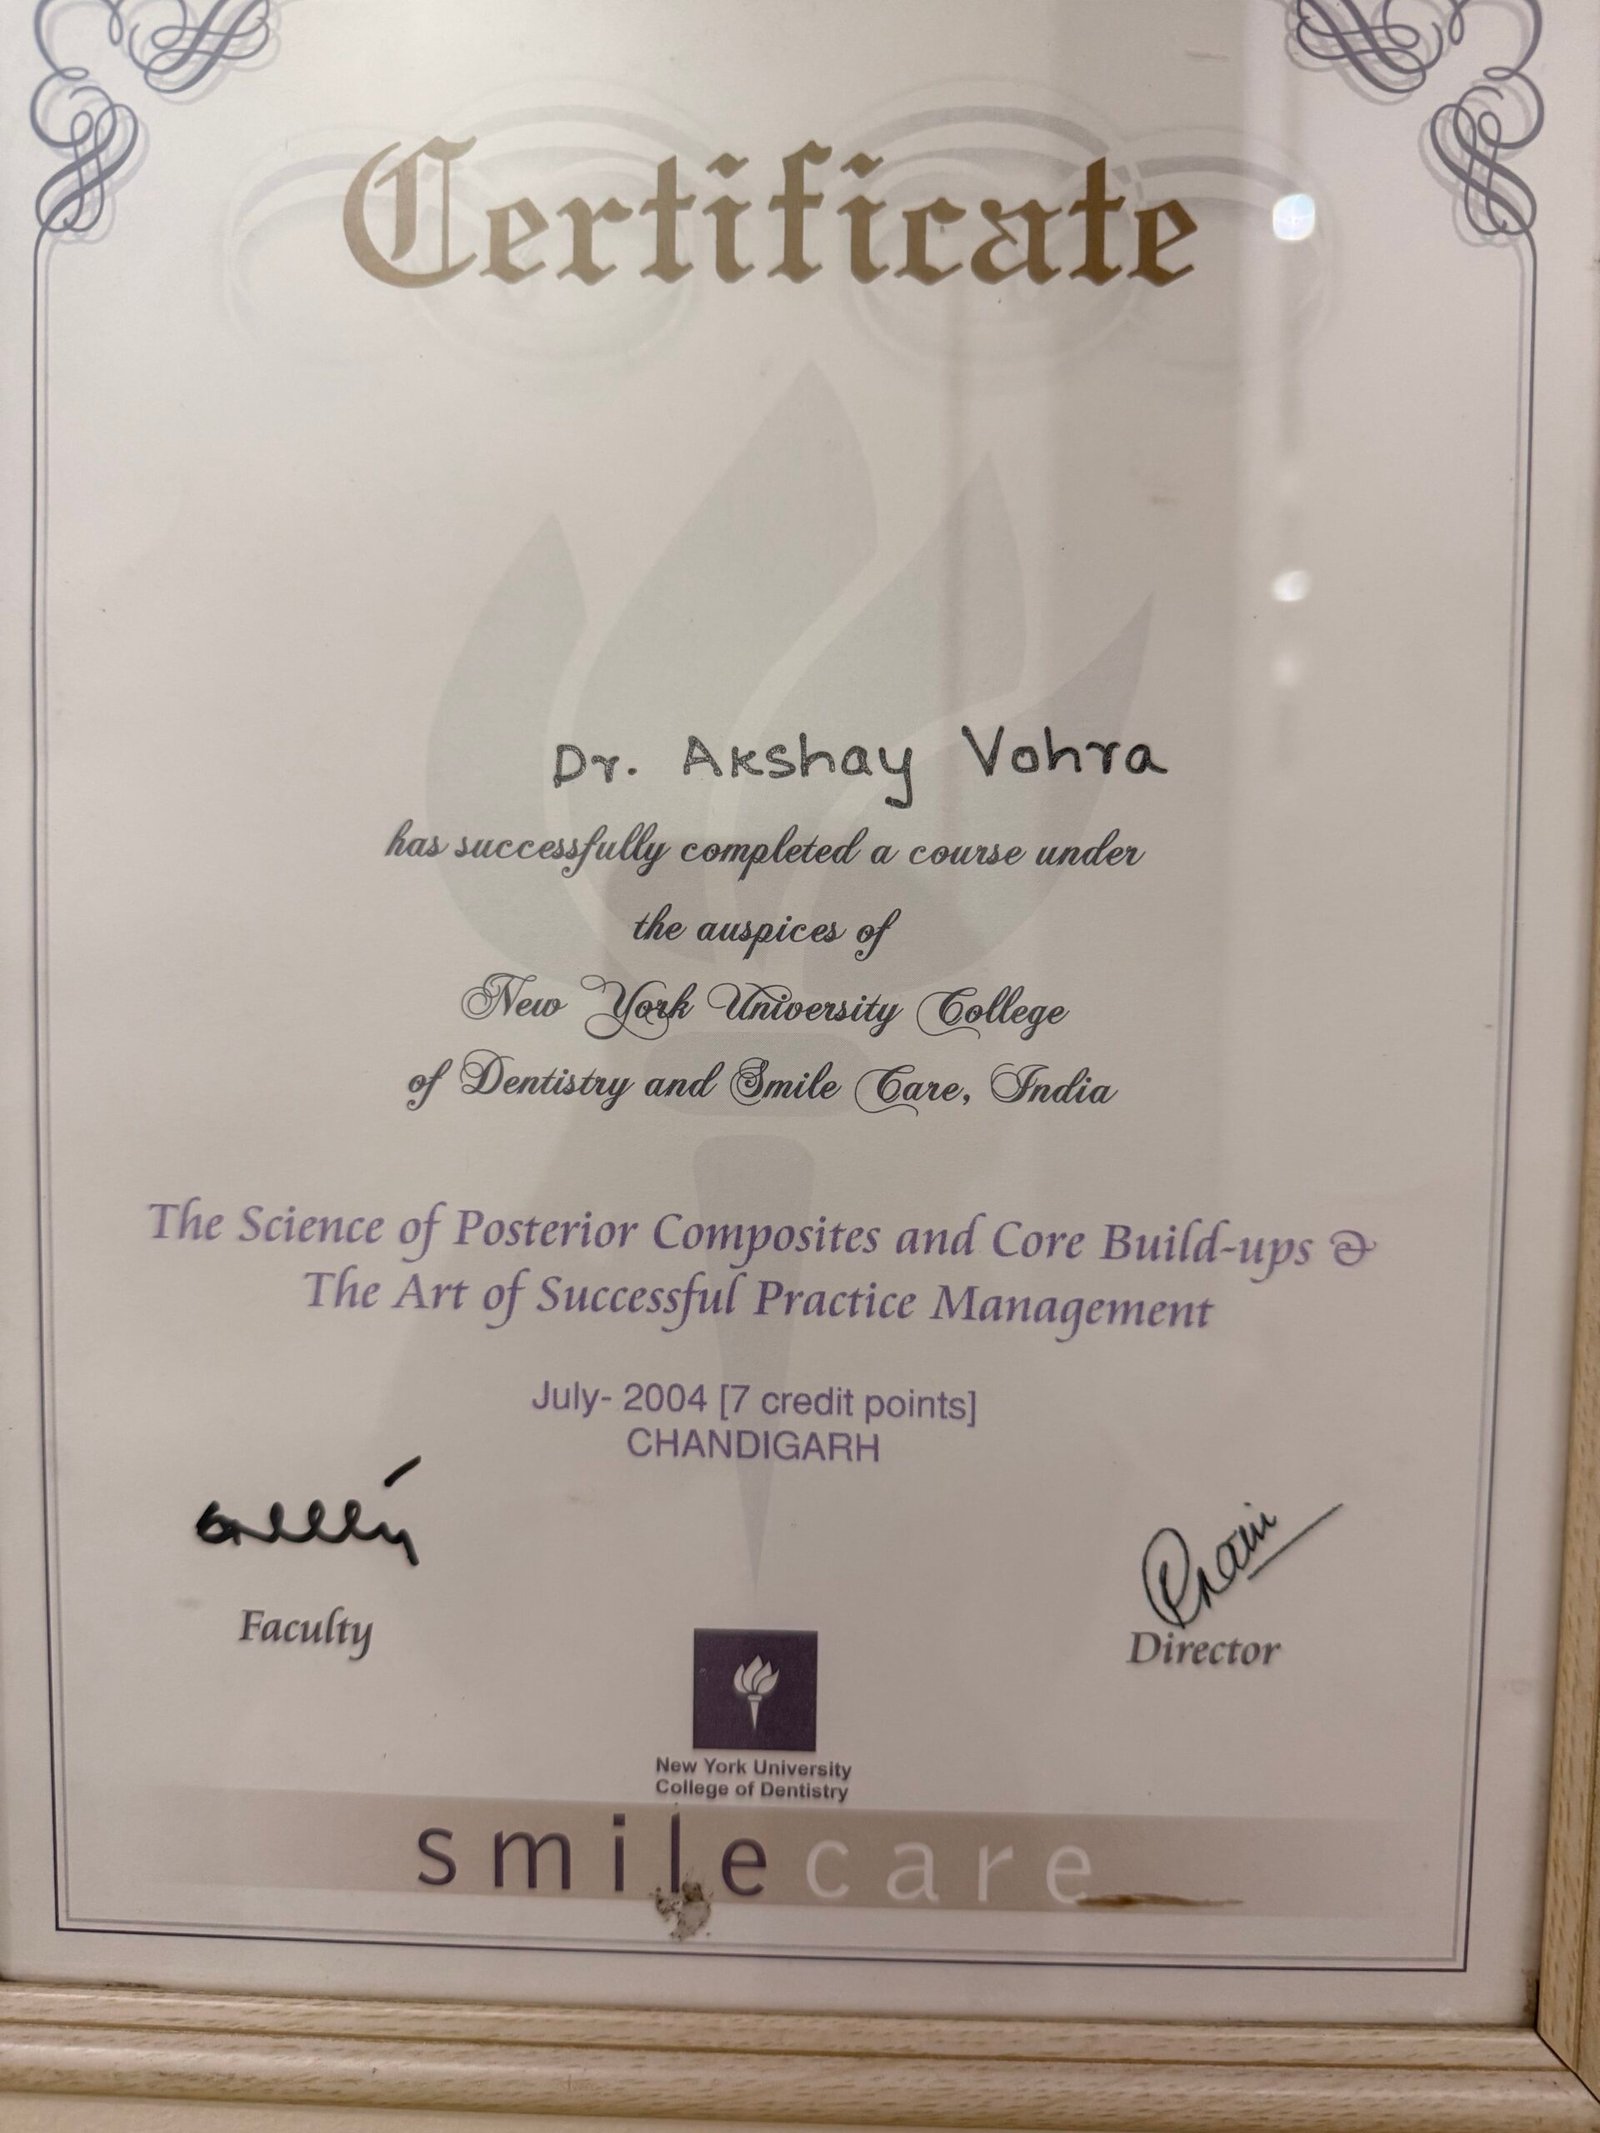 Certificate
Dr. Akshay Vohra
has successfully completed a course under
the auspices of
New York University College
of Dentistry and Smile Care, India
The Science of Posterior Composites and Core Build-ups &
The Art of Successful Practice Management
July- 2004 [7 credit points]
CHANDIGARH
Faculty
Director
New York University
College of Dentistry
smilecare